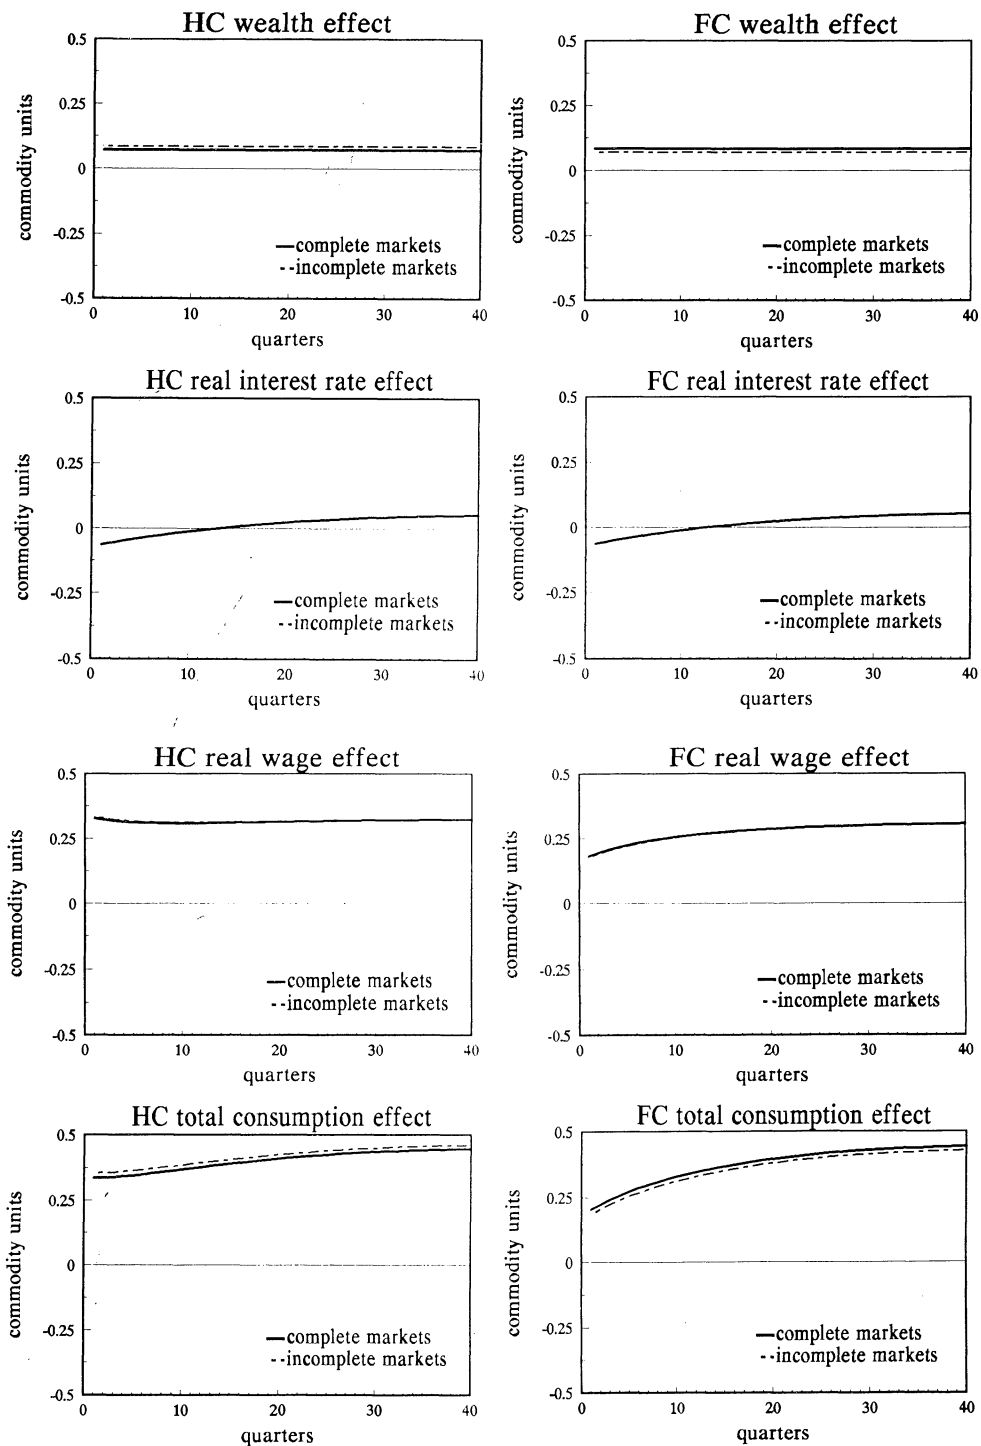 HC wealth effect
0.5
0.25
0
-0.25
-0.5
commodity units
complete markets
incomplete markets
0 10 20 30 40
quarters
FC wealth effect
0.5
0.25
0
-0.25
-0.5
commodity units
complete markets
incomplete markets
0 10 20 30 40
quarters
HC real interest rate effect
0.5
0.25
0
-0.25
-0.5
commodity units
complete markets
incomplete markets
0 10 20 30 40
quarters
FC real interest rate effect
0.5
0.25
0
-0.25
-0.5
commodity units
complete markets
incomplete markets
0 10 20 30 40
quarters
HC real wage effect
0.5
0.25
0
-0.25
-0.5
commodity units
complete markets
incomplete markets
0 10 20 30 40
quarters
FC real wage effect
0.5
0.25
0
-0.25
-0.5
commodity units
complete markets
incomplete markets
0 10 20 30 40
quarters
HC total consumption effect
0.5
0.25
0
-0.25
-0.5
commodity units
complete markets
incomplete markets
0 10 20 30 40
quarters
FC total consumption effect
0.5
0.25
0
-0.25
-0.5
commodity units
complete markets
incomplete markets
0 10 20 30 40
quarters